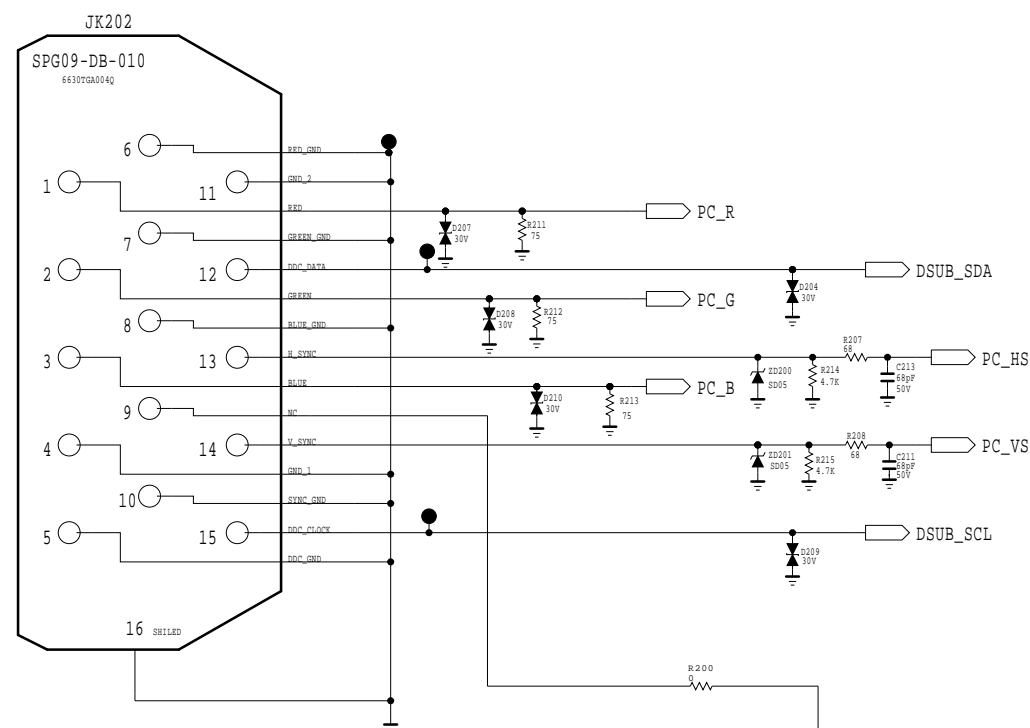 JK202
SPG09-DB-010
6630TGA004Q
6
RED_GND
1
11
GND_2
RED
D207
30V
R211
75
PC_R
7
GREEN_GND
2
12
DDC_DATA
D204
30V
DSUB_SDA
GREEN
D208
30V
R212
75
PC_G
8
BLUE_GND
3
13
H_SYNC
ZD200
SD05
R214
4.7K
R207
68
C213
68pF
50V
PC_HS
BLUE
D210
30V
R213
75
PC_B
9
NC
4
14
V_SYNC
ZD201
SD05
R215
4.7K
R208
68
C211
68pF
50V
PC_VS
GND_1
10
SYNC_GND
5
15
DDC_CLOCK
D209
30V
DSUB_SCL
DDC_GND
16 SHILED
R200
0